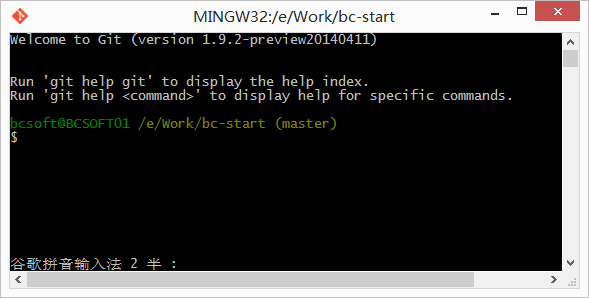 MINGW32:/e/Work/bc-start
Welcome to Git (version 1.9.2-preview20140411)
Run 'git help git' to display the help index.
Run 'git help <command>' to display help for specific commands.
bcsoft@BCSOFT01 /e/Work/bc-start (master)
$
谷歌拼音输入法 2 半 :